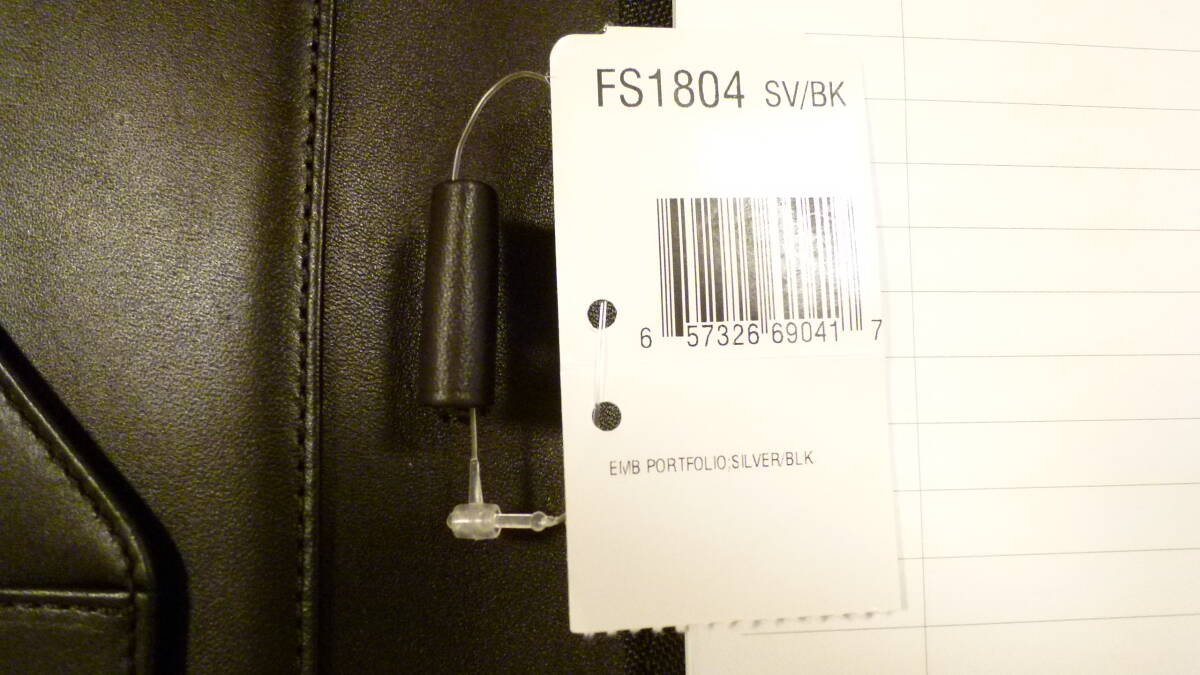 FS1804 SV/BK
6 57326 69041 7
EMB PORTFOLIO;SILVER/BLK